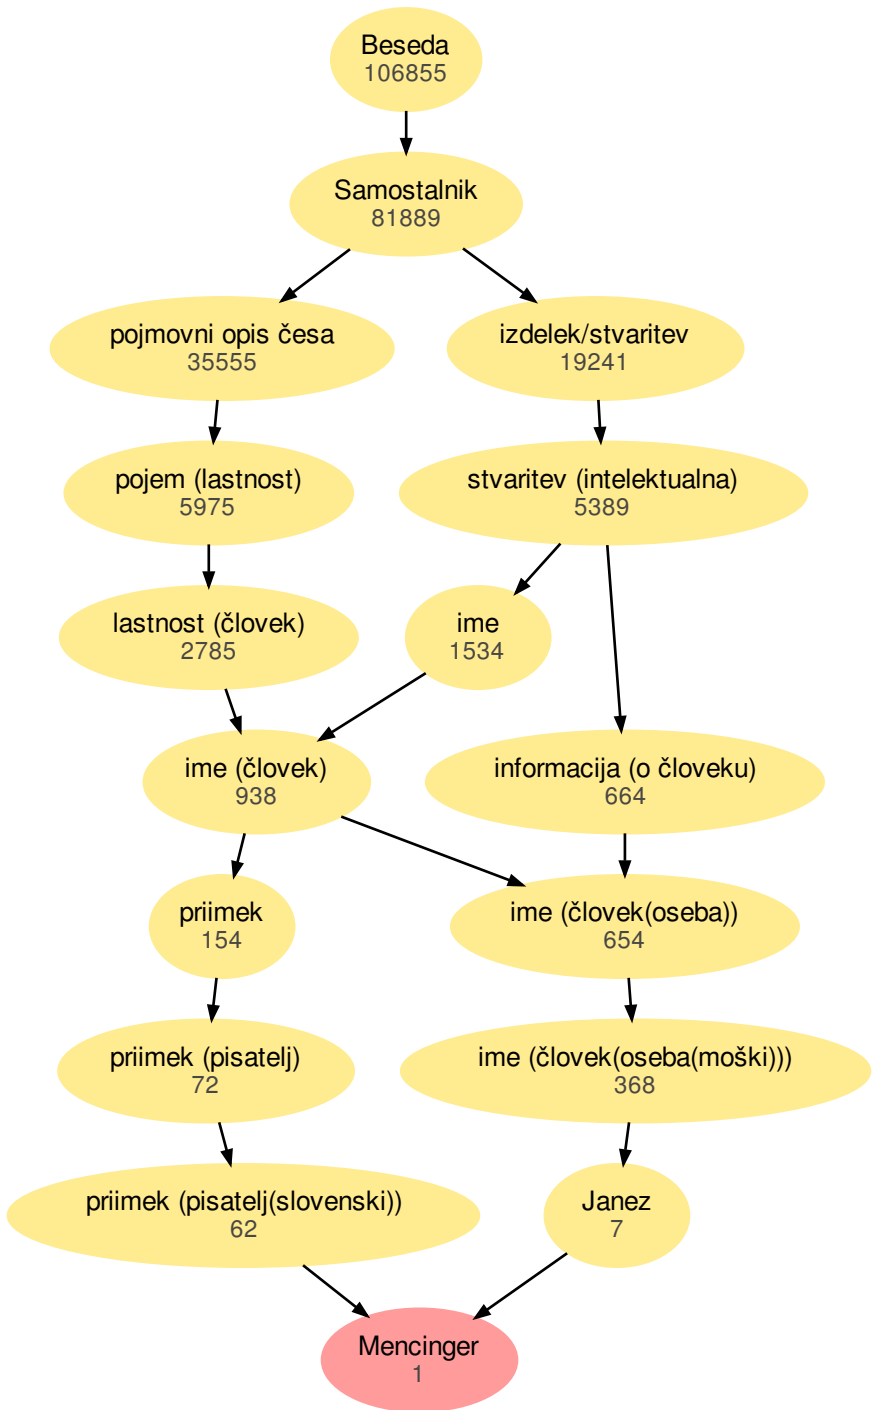 Beseda
106855
Samostalnik
81889
pojmovni opis česa
35555
izdelek/stvaritev
19241
pojem (lastnost)
5975
stvaritev (intelektualna)
5389
lastnost (človek)
2785
ime
1534
ime (človek)
938
informacija (o človeku)
664
priimek
154
ime (človek(oseba))
654
priimek (pisatelj)
72
ime (človek(oseba(moški)))
368
priimek (pisatelj(slovenski))
62
Janez
7
Mencinger
1